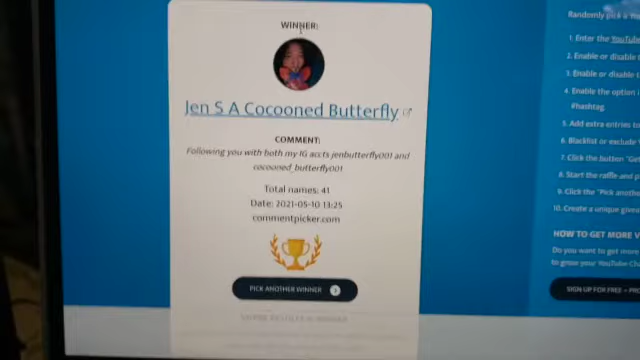 WINNER:
Jen S A Cocooned Butterfly
COMMENT:
Following you with both my IG accts jenbutterfly001 and
cocooned_butterfly001
Total names: 41
Date: 2021-05-10 13:25
commentpicker.com
PICK ANOTHER WINNER
Randomly pick a
1. Enter the YouTube
2. Enable or disable
3. Enable or disable
4. Enable the option
#hashtag.
5. Add extra entries to
6. Blacklist or exclude
7. Click the button
8. Start the raffle and
9. Click the "Pick
10. Create a unique
HOW TO GET MORE
Do you want to get more
to grow your YouTube
SIGN UP FOR FREE